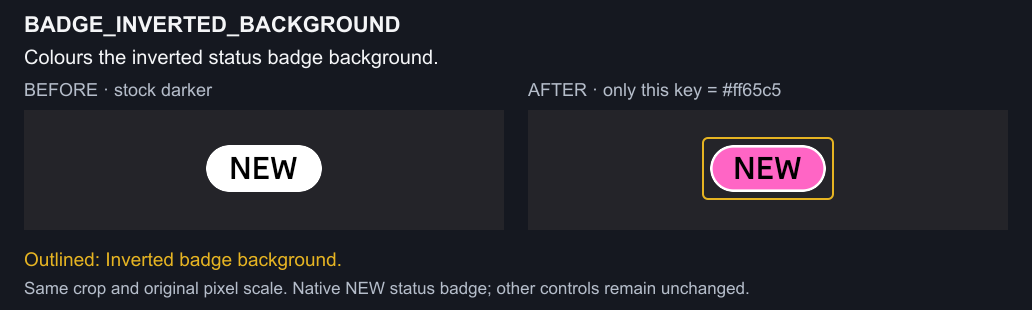 BADGE_INVERTED_BACKGROUND
Colours the inverted status badge background.
BEFORE · stock darker
AFTER · only this key = #ff65c5
NEW
NEW
Outlined: Inverted badge background.
Same crop and original pixel scale. Native NEW status badge; other controls remain unchanged.